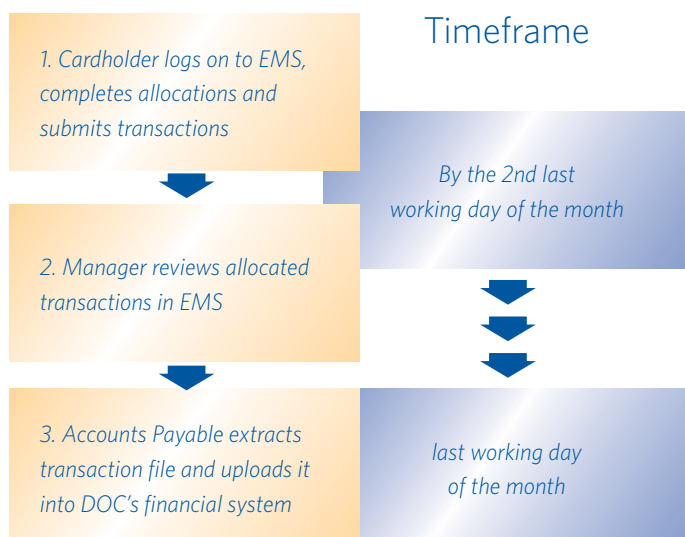 Timeframe
1. Cardholder logs on to EMS,
completes allocations and
submits transactions
By the 2nd last
working day of the month
2. Manager reviews allocated
transactions in EMS
3. Accounts Payable extracts
transaction file and uploads it
into DOC’s financial system
last working day
of the month